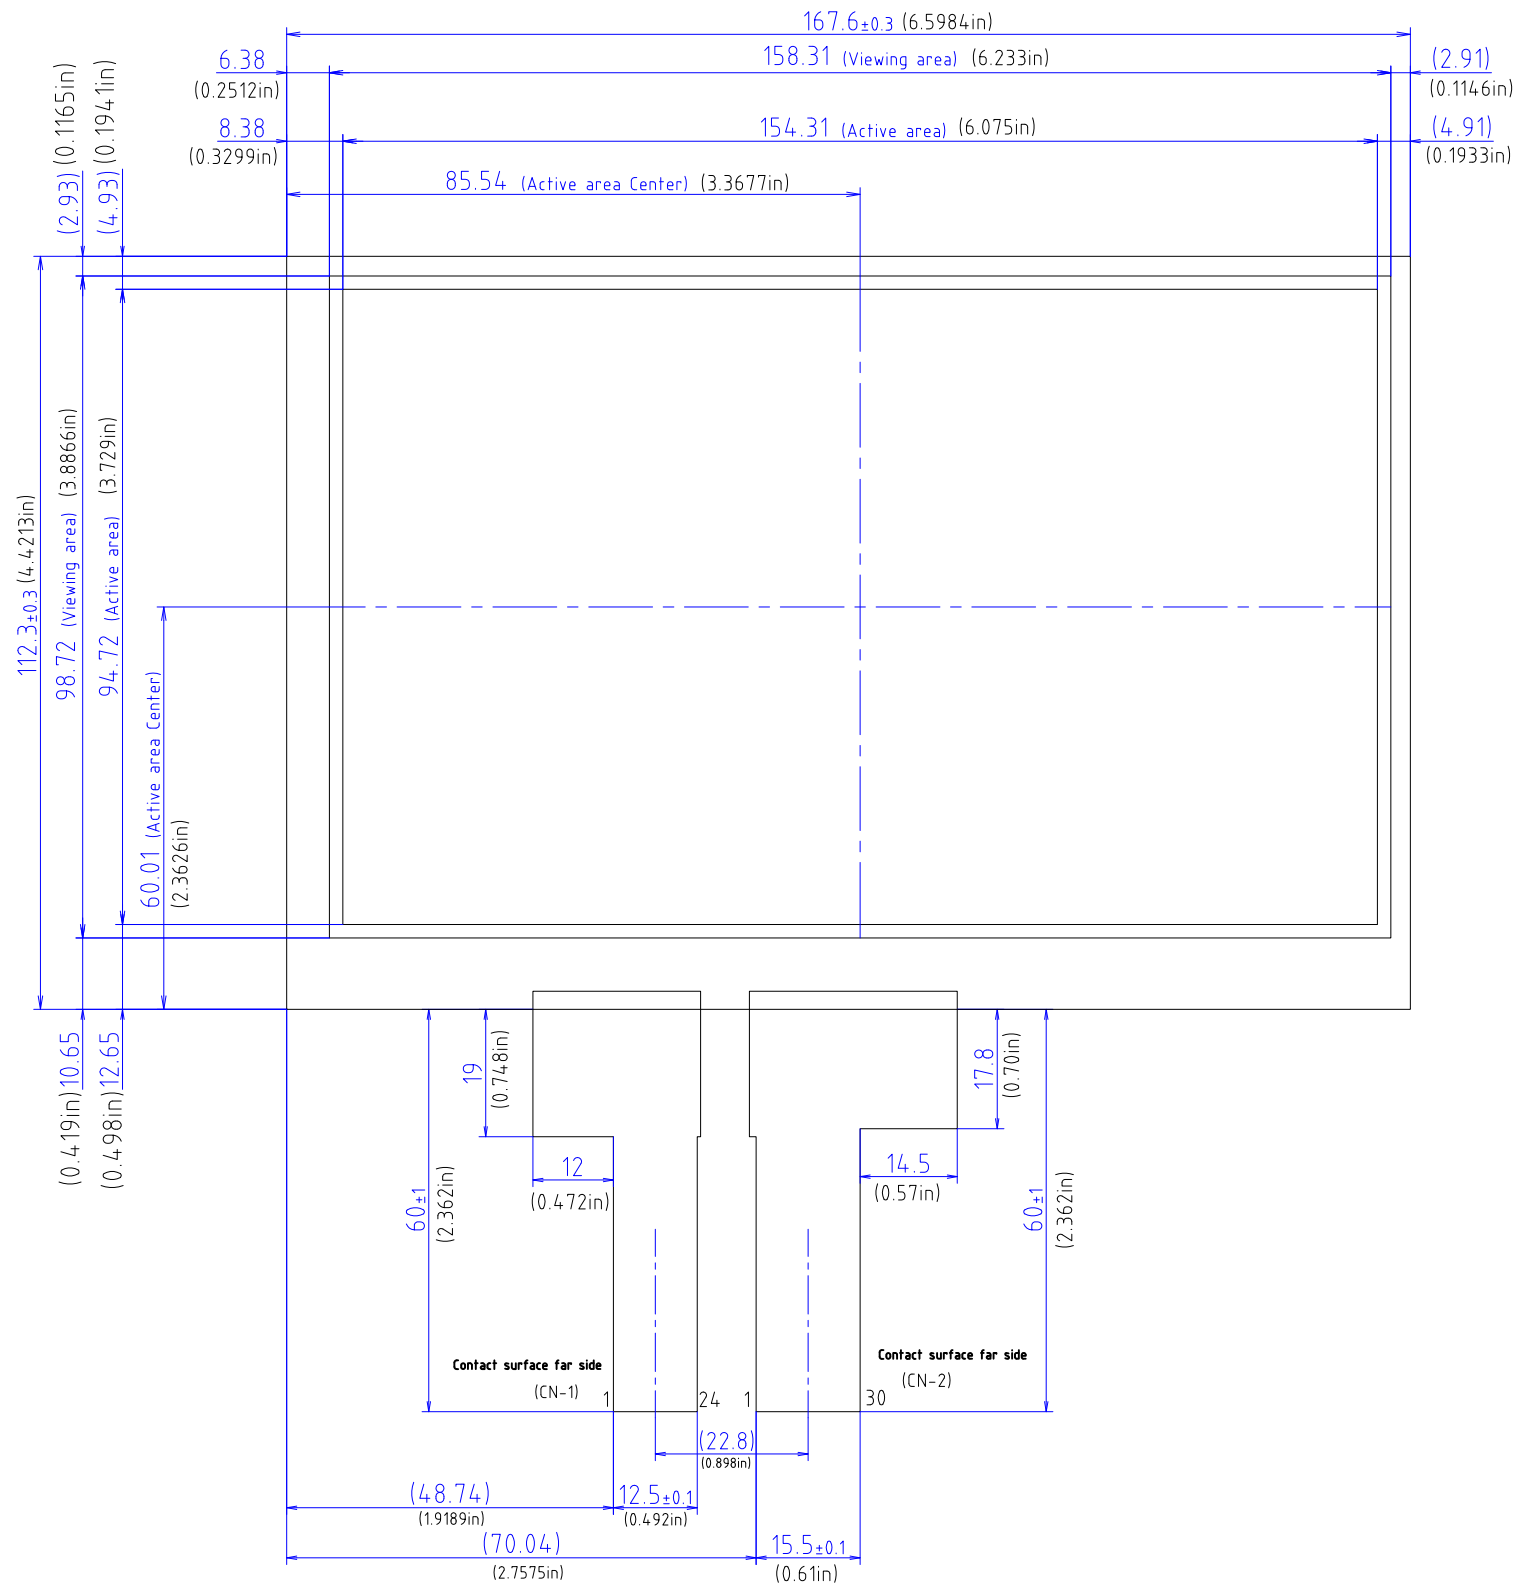 167.6±0.3 (6.5984in)
6.38
(0.2512in)
158.31 (Viewing area) (6.233in)
(2.91)
(0.1146in)
8.38
(0.3299in)
154.31 (Active area) (6.075in)
(4.91)
(0.1933in)
85.54 (Active area Center) (3.3677in)
(2.93) (0.1165in)
(4.93) (0.1941in)
112.3±0.3 (4.4213in)
98.72 (Viewing area) (3.8866in)
94.72 (Active area) (3.729in)
60.01 (Active area Center)
(2.3626in)
(0.419in) 10.65
(0.498in) 12.65
19
(0.748in)
17.8
(0.70in)
12
(0.472in)
14.5
(0.57in)
60±1
(2.362in)
60±1
(2.362in)
Contact surface far side
(CN-1)
Contact surface far side
(CN-2)
1
24
1
30
(22.8)
(0.898in)
(48.74)
(1.9189in)
12.5±0.1
(0.492in)
(70.04)
(2.7575in)
15.5±0.1
(0.61in)